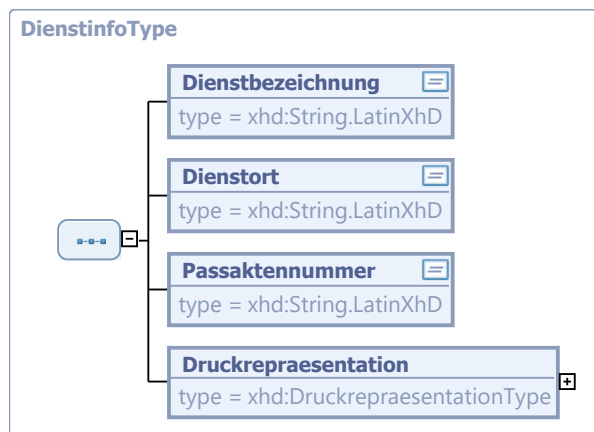 DienstinfoType
Dienstbezeichnung
type = xhd:String.LatinXhD
Dienstort
type = xhd:String.LatinXhD
Passaktennummer
type = xhd:String.LatinXhD
Druckrepraesentation
type = xhd:DruckrepraesentationType